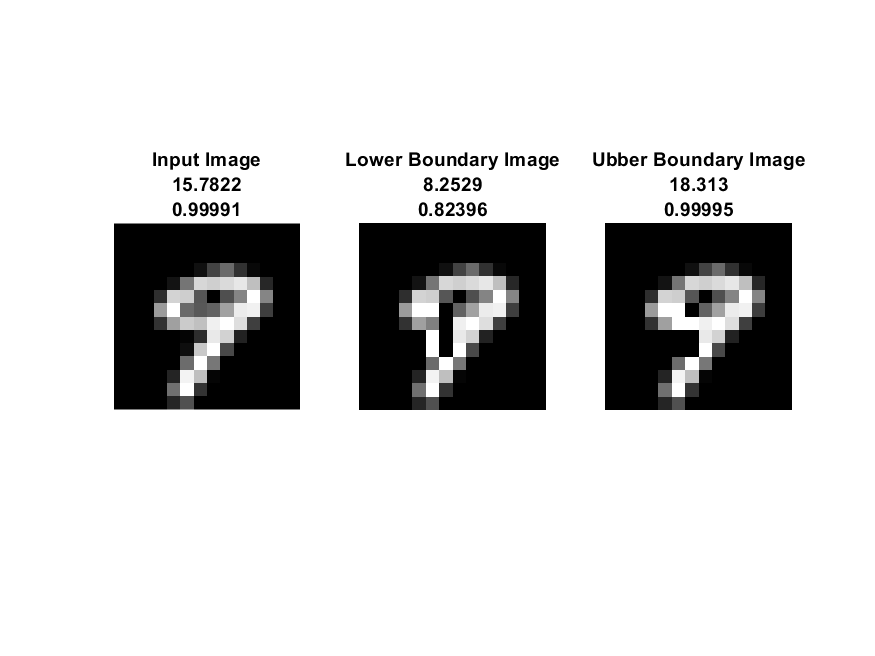 Input Image
15.7822
0.99991
Lower Boundary Image
8.2529
0.82396
Ubber Boundary Image
18.313
0.99995